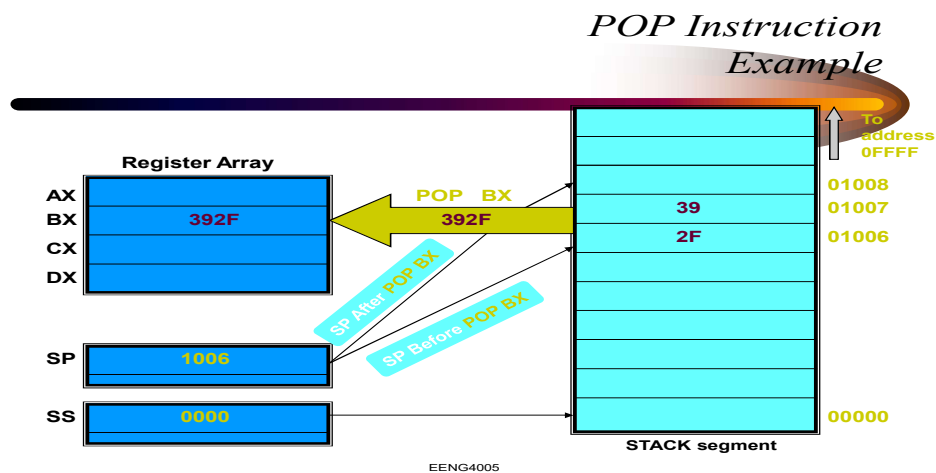 POP Instruction
Example
To
address
0FFFF
Register Array
AX
BX
CX
DX
392F
POP BX
392F
39
2F
01008
01007
01006
SP After POP BX
SP Before POP BX
SP
1006
SS
0000
00000
STACK segment
EENG4005